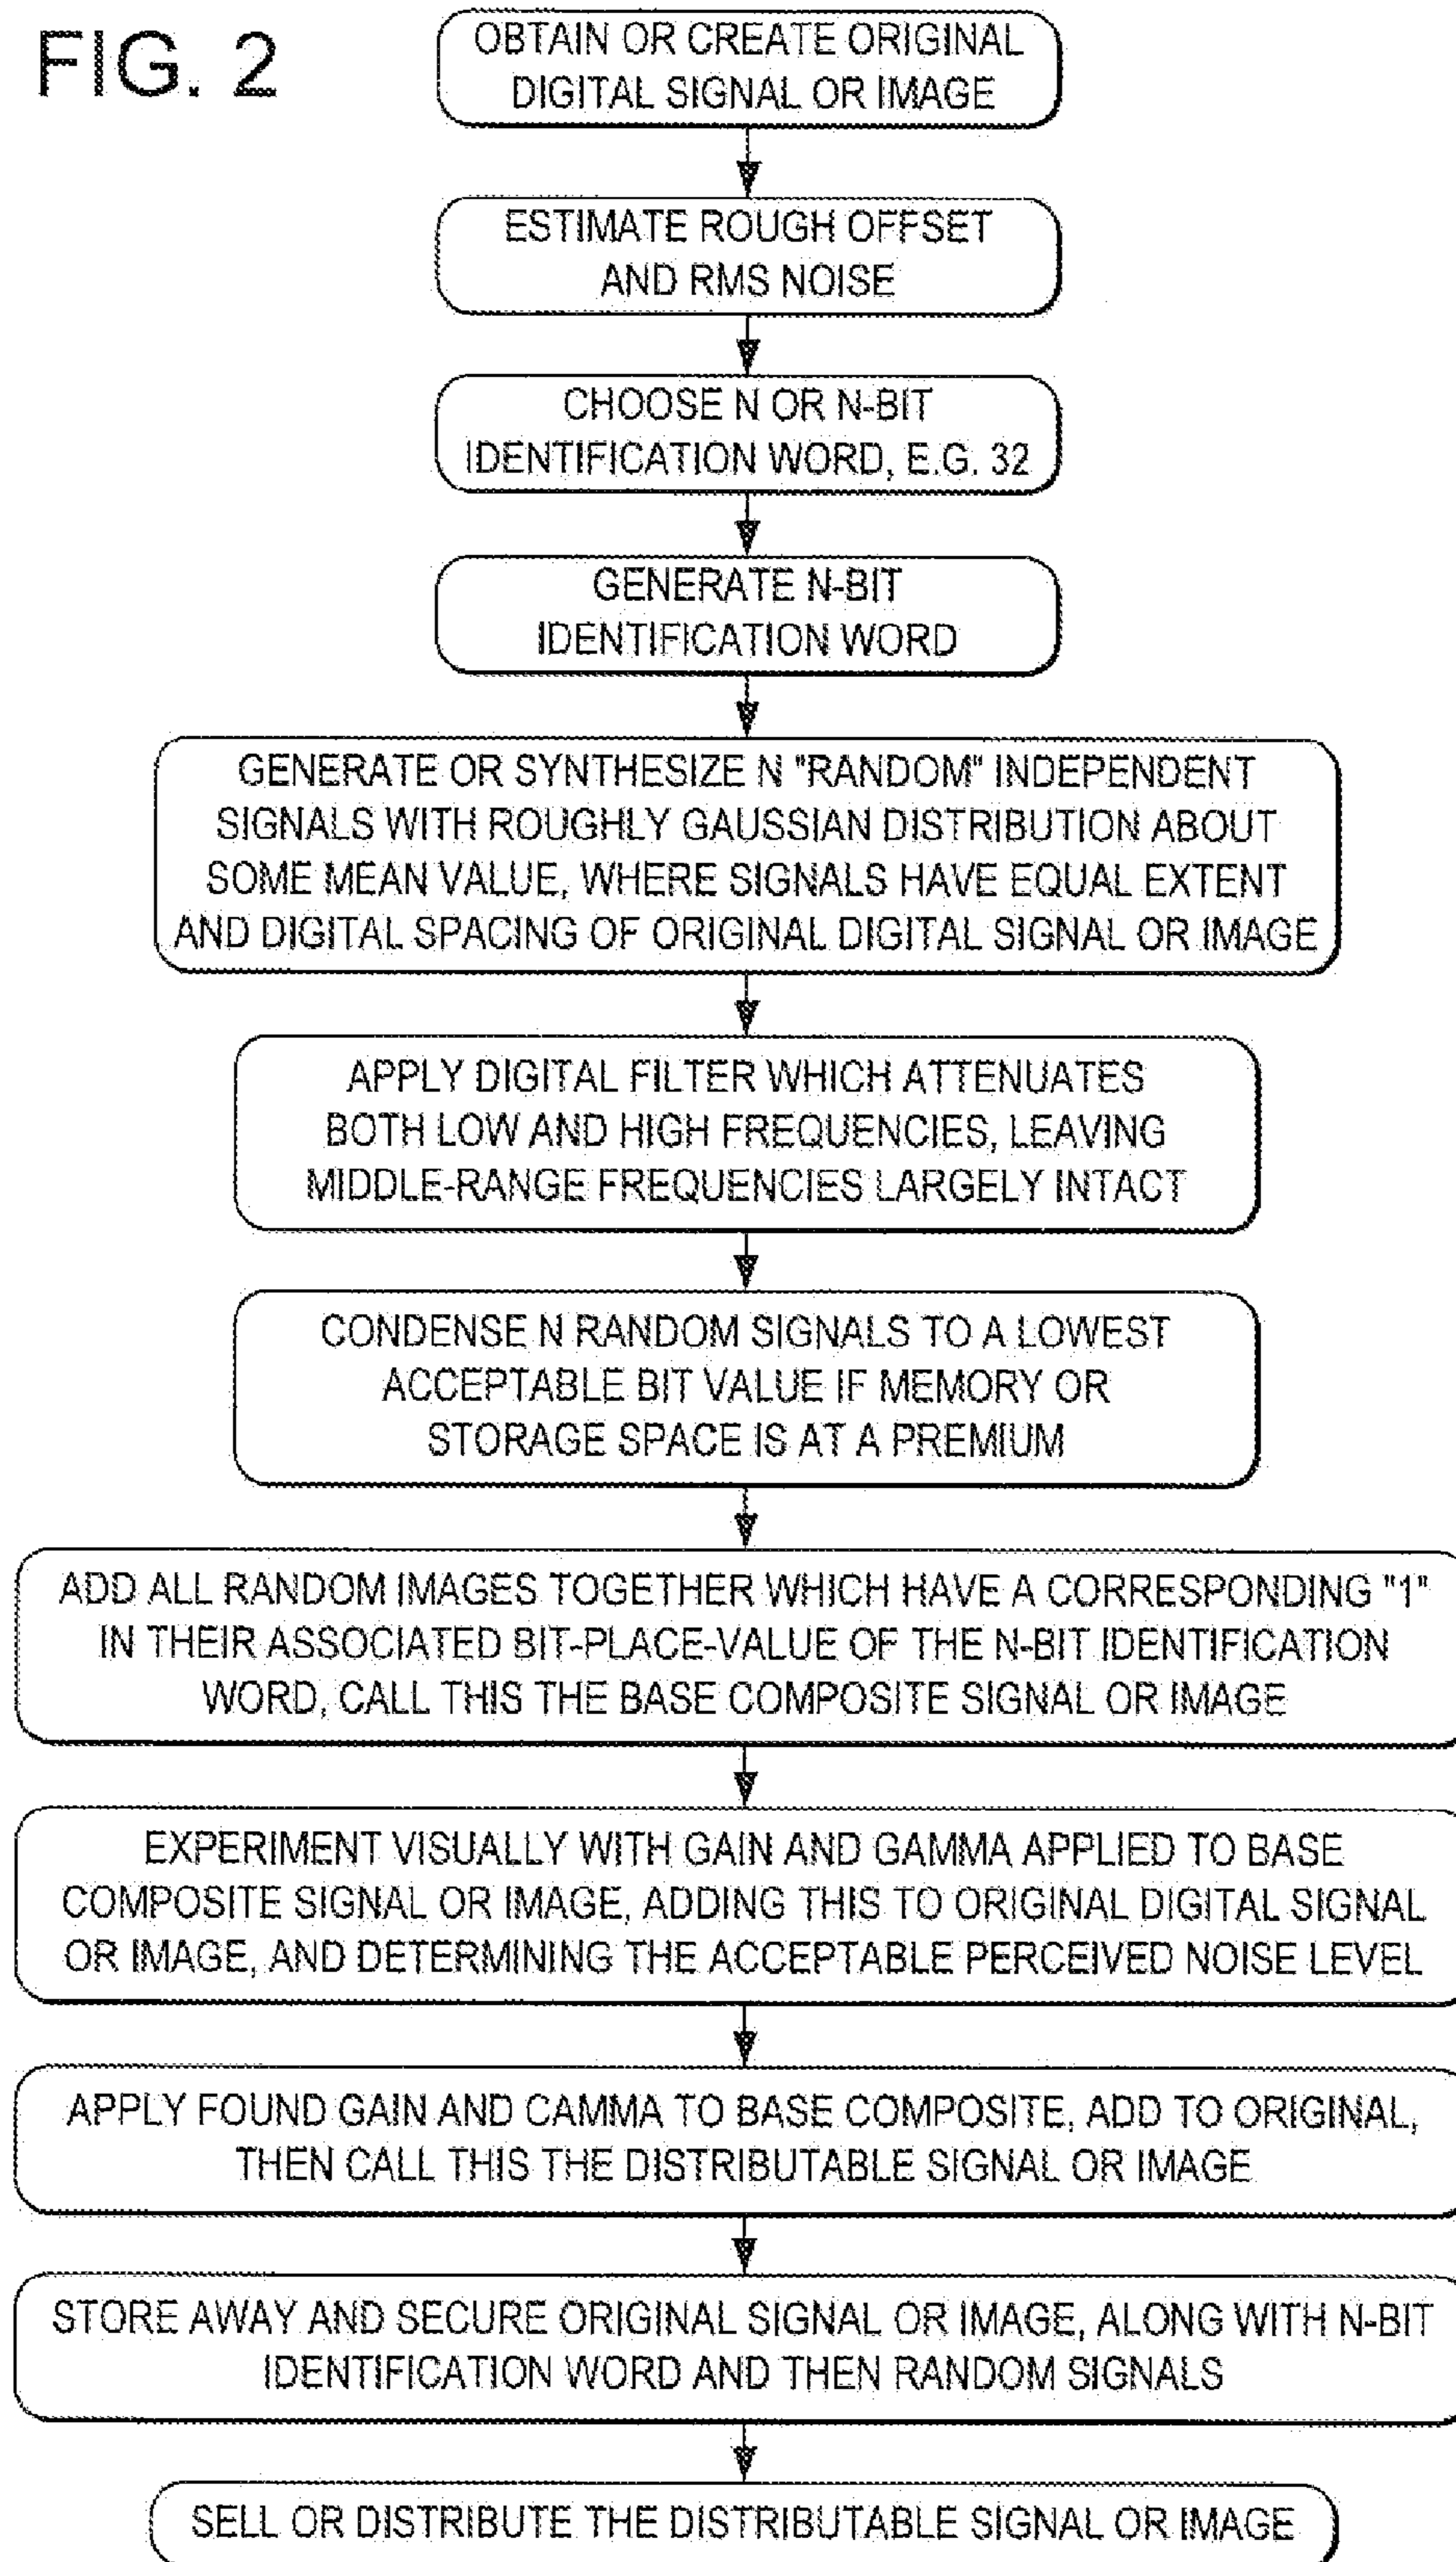 FIG. 2
OBTAIN OR CREATE ORIGINAL
DIGITAL SIGNAL OR IMAGE
ESTIMATE ROUGH OFFSET
AND RMS NOISE
CHOOSE N OR N-BIT
IDENTIFICATION WORD, E.G. 32
GENERATE N-BIT
IDENTIFICATION WORD
GENERATE OR SYNTHESIZE N "RANDOM" INDEPENDENT
SIGNALS WITH ROUGHLY GAUSSIAN DISTRIBUTION ABOUT
SOME MEAN VALUE, WHERE SIGNALS HAVE EQUAL EXTENT
AND DIGITAL SPACING OF ORIGINAL DIGITAL SIGNAL OR IMAGE
APPLY DIGITAL FILTER WHICH ATTENUATES
BOTH LOW AND HIGH FREQUENCIES, LEAVING
MIDDLE-RANGE FREQUENCIES LARGELY INTACT
CONDENSE N RANDOM SIGNALS TO A LOWEST
ACCEPTABLE BIT VALUE IF MEMORY OR
STORAGE SPACE IS AT A PREMIUM
ADD ALL RANDOM IMAGES TOGETHER WHICH HAVE A CORRESPONDING "1"
IN THEIR ASSOCIATED BIT-PLACE-VALUE OF THE N-BIT IDENTIFICATION
WORD, CALL THIS THE BASE COMPOSITE SIGNAL OR IMAGE
EXPERIMENT VISUALLY WITH GAIN AND GAMMA APPLIED TO BASE
COMPOSITE SIGNAL OR IMAGE, ADDING THIS TO ORIGINAL DIGITAL SIGNAL
OR IMAGE, AND DETERMINING THE ACCEPTABLE PERCEIVED NOISE LEVEL
APPLY FOUND GAIN AND CAMMA TO BASE COMPOSITE, ADD TO ORIGINAL,
THEN CALL THIS THE DISTRIBUTABLE SIGNAL OR IMAGE
STORE AWAY AND SECURE ORIGINAL SIGNAL OR IMAGE, ALONG WITH N-BIT
IDENTIFICATION WORD AND THEN RANDOM SIGNALS
SELL OR DISTRIBUTE THE DISTRIBUTABLE SIGNAL OR IMAGE